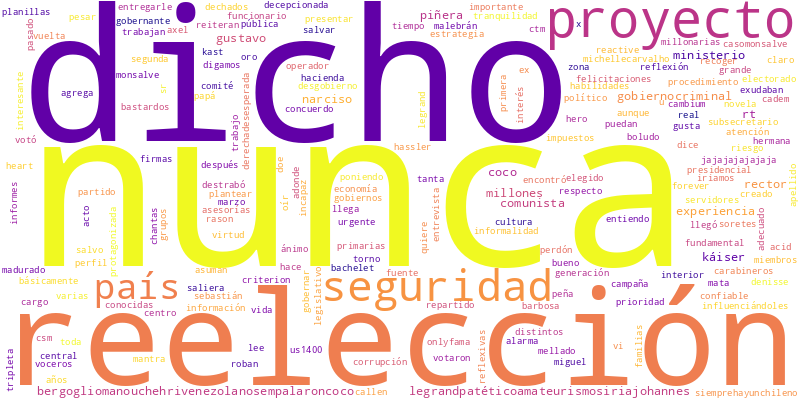 planillas
entregarle
dechados
decepcionada
gobernante
funcionario
presentar
importante
proyecto
pesar
trabajan
axel
pública
tranquilidad
pasado
vuelta
reiteran
tiempo
malebrán
x
segunda
kast
gustavo
salvar
piñera
estrategia
ctm
millonarias
casomonsalve
dicho
digamos
oro
operador
zona
reactive
michellecarvalho
ministerio
claro
monsalve
comité
hacienda
ex
reflexión
recoger
interesante
agrega
sr
papá
desgobierno
felicitaciones
grande
electorado
bastardos
concuerdo
narciso
primera
interés
habilidades
procedimiento
político
gobiernocriminal
exudaban
trabajo
derechadesesperada
legrand
u
cambium
novela
cadem
aunque
real
subsecretario
rt
hero
puedan
gusta
atención
votó
impuestos
boludo
dice
riesgo
hermana
firmas
después
doe
hassler
jajajajajajaja
heart
nunca
poniendo
coco
encontró
elegido
presidencial
iríamos
rector
apellido
destrabó
adonde
economía
tanta
millones
respecto
forever
creado
informes
partido
plantear
incapaz
gobiernos
comunista
servidores
experiencia
acto
chantas
grupos
asesorías
marzo
oír
llega
entrevista
cultura
entiendo
llegó
soretes
adecuado
protagonizada
rason
urgente
quiere
informalidad
fundamental
acid
salvo
virtud
ánimo
primarias
perdón
káiser
miembros
madurado
perfil
asuman
torno
bueno
carabineros
básicamente
hace
bachelet
fuente
generación
interior
mata
denisse
país
saliera
criterion
gobernar
legislativo
seguridad
peña
campaña
confiable
varias
cargo
conocidas
sebastián
información
vida
repartido
barbosa
prioridad
influenciándoles
reelección
centro
csm
toda
lee
us1400
onlyfama
distintos
alarma
central
voceros
mantra
roban
corrupción
votaron
mellado
vi
familias
tripleta
años
reflexivas
miguel
bergogliomanouchehrivenezolanosempalaroncoco
callen
legrandpatéticoamateurismosiriajohannes
siemprehayunchileno